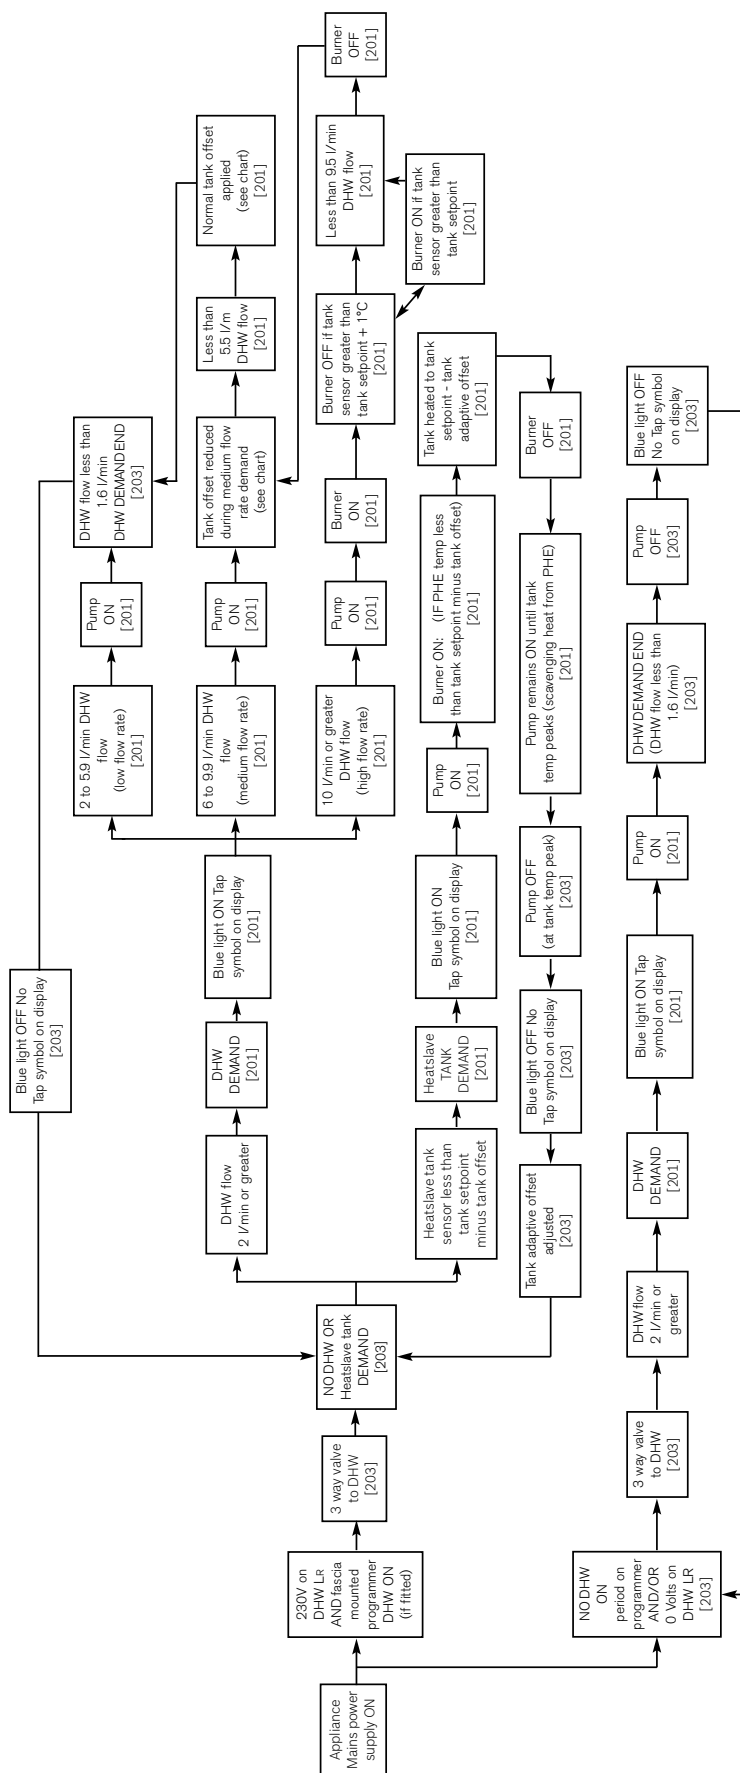 Appliance
Mains power
supply ON
230V on
DHW LR
AND fascia
mounted
programmer
DHW ON
(if fitted)
3 way valve
to DHW
[203]
NO DHW OR
Heatslave tank
DEMAND
[203]
Blue light OFF No
Tap symbol on display
[203]
DHW flow
2 l/min or greater
DHW
DEMAND
[201]
Blue light ON Tap
symbol on display
[201]
2 to 5.9 l/min DHW
flow
(low flow rate)
[201]
Pump
ON
[201]
DHW flow less than
1.6 l/min
DHW DEMAND END
[203]
6 to 9.9 l/min DHW
flow
(medium flow rate)
[201]
Pump
ON
[201]
Tank offset reduced
during medium flow
rate demand
(see chart)
Less than
5.5 l/m
DHW flow
[201]
Normal tank offset
applied
(see chart)
[201]
10 l/min or greater
DHW flow
(high flow rate)
[201]
Pump
ON
[201]
Burner
ON
[201]
Burner OFF if tank
sensor greater than
tank setpoint + 1°C
[201]
Less than 9.5 l/min
DHW flow
[201]
Burner
OFF
[201]
Burner ON if tank
sensor greater than
tank setpoint
[201]
Heatslave tank
sensor less than
tank setpoint
minus tank offset
Heatslave
TANK
DEMAND
[201]
Blue light ON
Tap symbol on display
[201]
Pump
ON
[201]
Burner ON: (IF PHE temp less
than tank setpoint minus tank offset)
[201]
Tank heated to tank
setpoint - tank
adaptive offset
[201]
Burner
OFF
[201]
Pump remains ON until tank
temp peaks (scavenging heat from PHE)
[201]
Pump OFF
(at tank temp peak)
[203]
Blue light OFF No
Tap symbol on display
[203]
Tank adaptive offset
adjusted
[203]
NO DHW
ON
period on
programmer
AND/OR
0 Volts on
DHW LR
[203]
3 way valve
to DHW
[203]
DHW flow
2 l/min or
greater
DHW
DEMAND
[201]
Blue light ON Tap
symbol on display
[201]
Pump
ON
[201]
DHW DEMAND END
(DHW flow less than
1.6 l/min)
[203]
Pump
OFF
[203]
Blue light OFF
No Tap symbol
on display
[203]